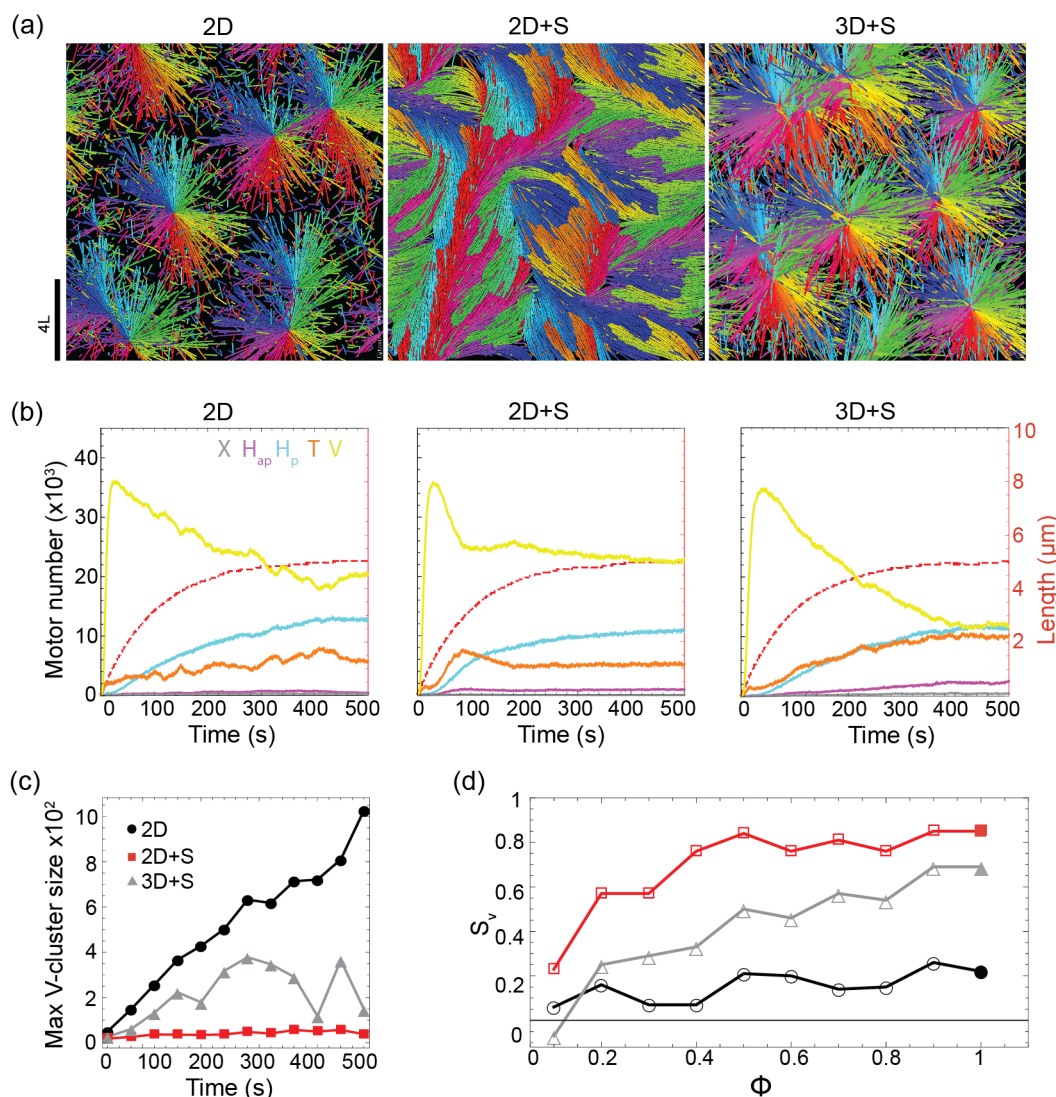 (a)
2D 2D+S 3D+S
4L
(b)
2D 2D+S 3D+S
X H_ap H_p T V
Motor number (x10³)
40
30
20
10
0
0 100 200 300 400 500
Time (s)
0 100 200 300 400 500
Time (s)
0 100 200 300 400 500
Time (s)
10
8
6
4
2
Length (µm)
(c)
Max V-cluster size x10²
10
8
6
4
2
0
2D
2D+S
3D+S
0 100 200 300 400 500
Time (s)
(d)
S_v
1
0.8
0.6
0.4
0.2
0
0 0.2 0.4 0.6 0.8 1
Φ